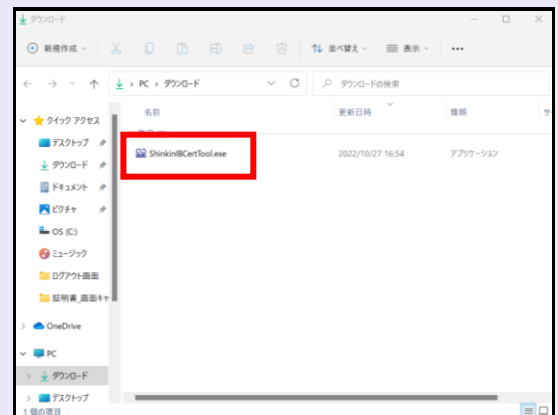 ダウンロード
新規作成
並べ替え
表示
PC > ダウンロード
ダウンロードの検索
名前
更新日時
種類
サ
ShinkinIBCertTool.exe
2022/10/27 16:54
アプリケーション
クイック アクセス
デスクトップ
ダウンロード
ドキュメント
ピクチャ
OS (C:)
ミュージック
ログアウト画面
証明書_画面キャ
OneDrive
PC
ダウンロード
デスクトップ
1 個の項目